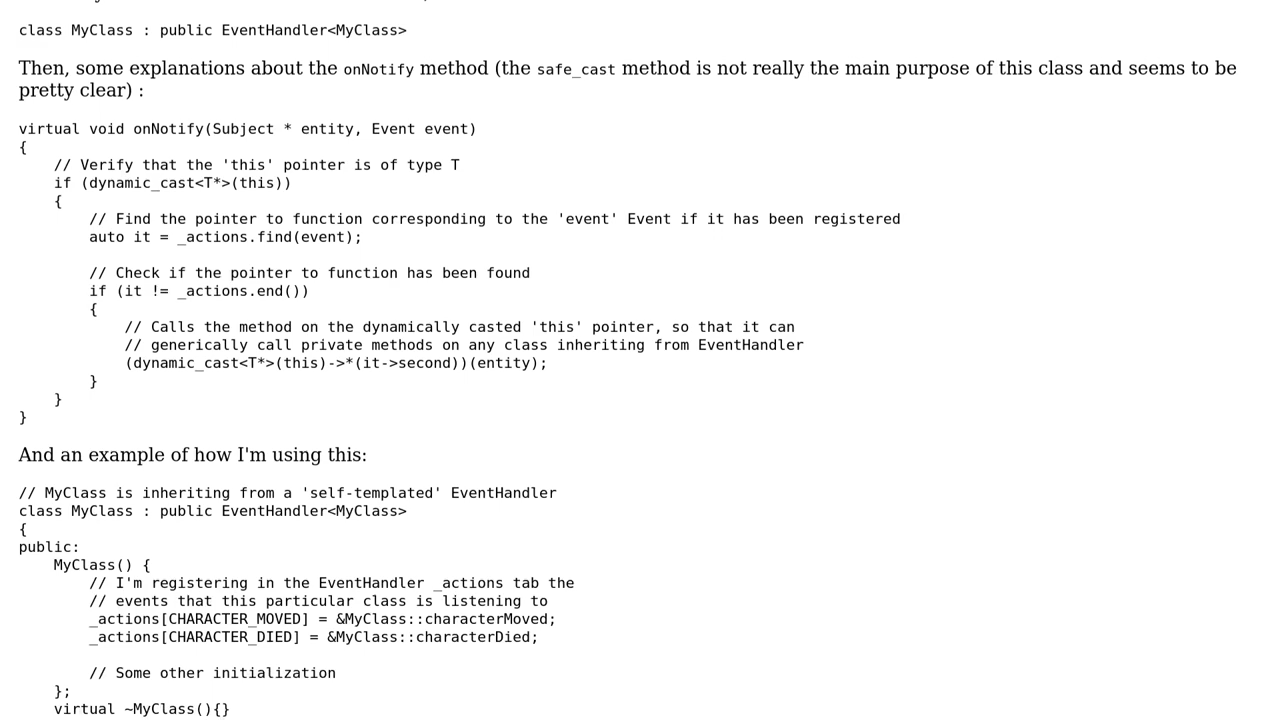 class MyClass : public EventHandler<MyClass>
Then, some explanations about the onNotify method (the safe_cast method is not really the main purpose of this class and seems to be
pretty clear) :
virtual void onNotify(Subject * entity, Event event)
{
    // Verify that the 'this' pointer is of type T
    if (dynamic_cast<T*>(this))
    {
        // Find the pointer to function corresponding to the 'event' Event if it has been registered
        auto it = _actions.find(event);
        // Check if the pointer to function has been found
        if (it != _actions.end())
        {
            // Calls the method on the dynamically casted 'this' pointer, so that it can
            // generically call private methods on any class inheriting from EventHandler
            (dynamic_cast<T*>(this)->*(it->second))(entity);
        }
    }
}
And an example of how I'm using this:
// MyClass is inheriting from a 'self-templated' EventHandler
class MyClass : public EventHandler<MyClass>
{
public:
    MyClass() {
        // I'm registering in the EventHandler _actions tab the
        // events that this particular class is listening to
        _actions[CHARACTER_MOVED] = &MyClass::characterMoved;
        _actions[CHARACTER_DIED] = &MyClass::characterDied;
        // Some other initialization
    };
    virtual ~MyClass(){}